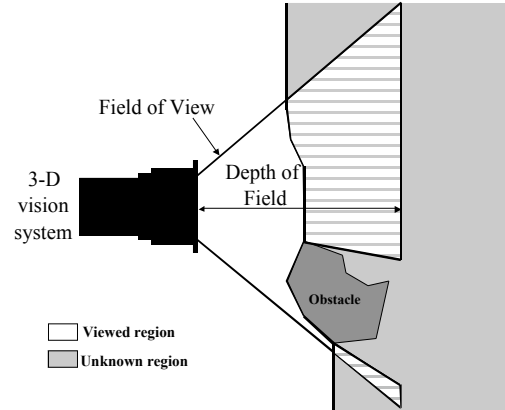 Field of View
3-D
vision
system
Depth of
Field
Obstacle
Viewed region
Unknown region